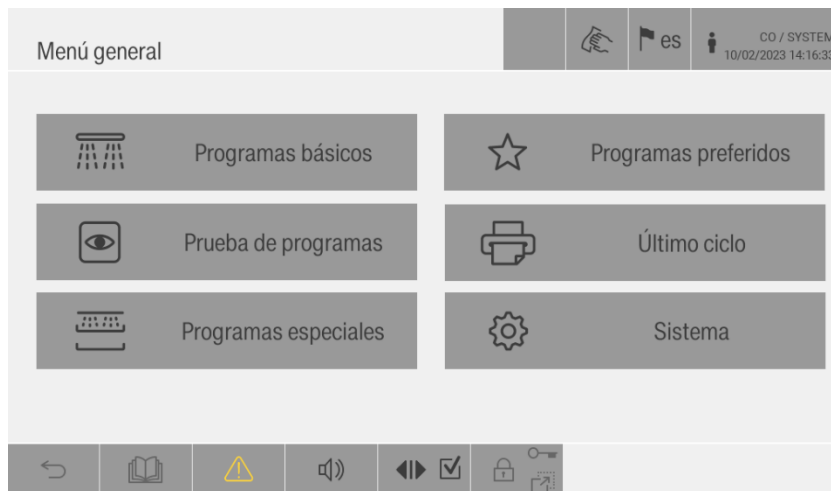 Menú general
es
CO / SYSTEM
10/02/2023 14:16:33
Programas básicos
Programas preferidos
Prueba de programas
Último ciclo
Programas especiales
Sistema